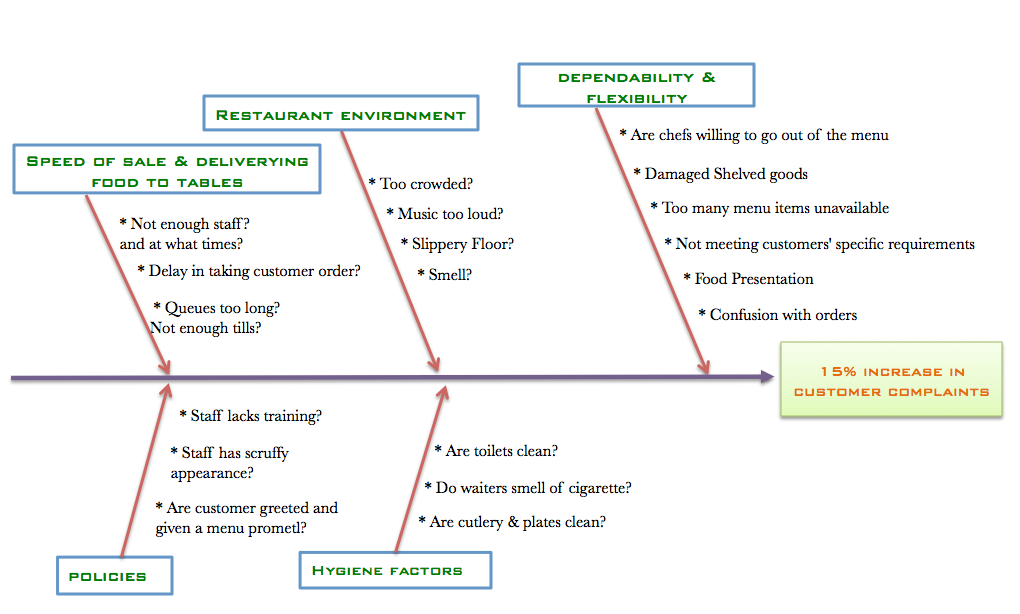 DEPENDABILITY &
FLEXIBILITY
* Are chefs willing to go out of the menu
* Damaged Shelved goods
* Too many menu items unavailable
* Not meeting customers' specific requirements
* Food Presentation
* Confusion with orders
RESTAURANT ENVIRONMENT
* Too crowded?
* Music too loud?
* Slippery Floor?
* Smell?
SPEED OF SALE & DELIVERYING
FOOD TO TABLES
* Not enough staff?
and at what times?
* Delay in taking customer order?
* Queues too long?
Not enough tills?
15% INCREASE IN
CUSTOMER COMPLAINTS
* Staff lacks training?
* Staff has scruffy
appearance?
* Are customer greeted and
given a menu prometl?
POLICIES
* Are toilets clean?
* Do waiters smell of cigarette?
* Are cutlery & plates clean?
HYGIENE FACTORS